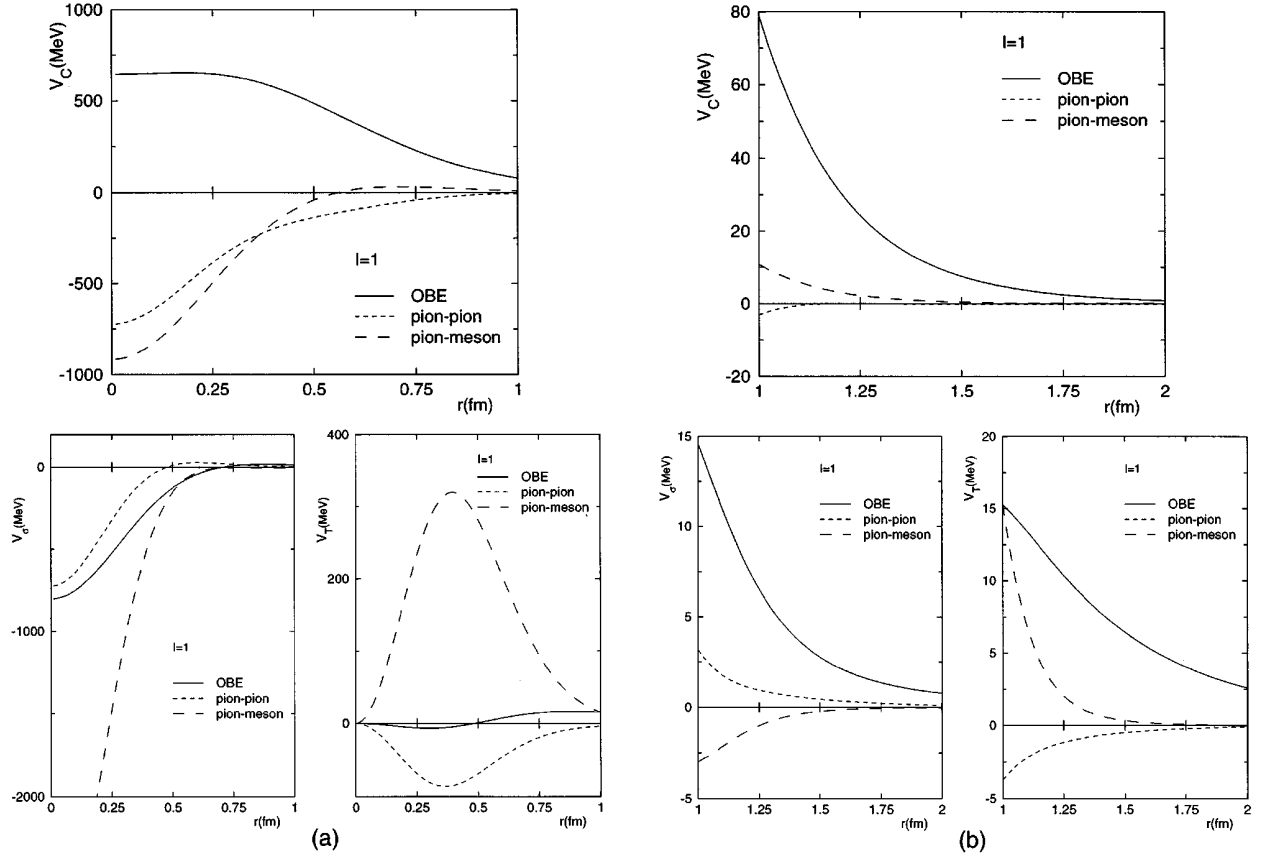 1000
500
0
-500
-1000
V_C(MeV)
I=1
OBE
pion-pion
pion-meson
0
0.25
0.5
0.75
1
r(fm)
80
60
40
20
0
-20
V_C(MeV)
I=1
OBE
pion-pion
pion-meson
1
1.25
1.5
1.75
2
r(fm)
0
-1000
-2000
V_σ(MeV)
I=1
OBE
pion-pion
pion-meson
0
0.25
0.5
0.75
1
r(fm)
400
200
0
V_T(MeV)
I=1
OBE
pion-pion
pion-meson
0
0.25
0.5
0.75
1
r(fm)
(a)
15
10
5
0
-5
V_σ(MeV)
I=1
OBE
pion-pion
pion-meson
1
1.25
1.5
1.75
2
r(fm)
20
15
10
5
0
-5
V_T(MeV)
I=1
OBE
pion-pion
pion-meson
1
1.25
1.5
1.75
2
r(fm)
(b)